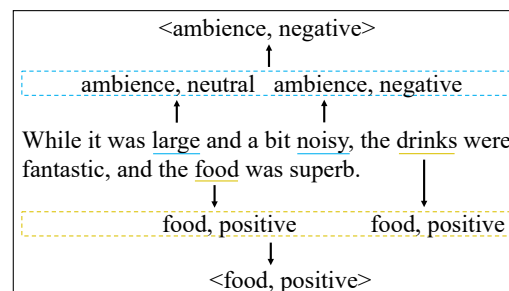 <ambience, negative>
ambience, neutral ambience, negative
While it was large and a bit noisy, the drinks were
fantastic, and the food was superb.
food, positive food, positive
<food, positive>